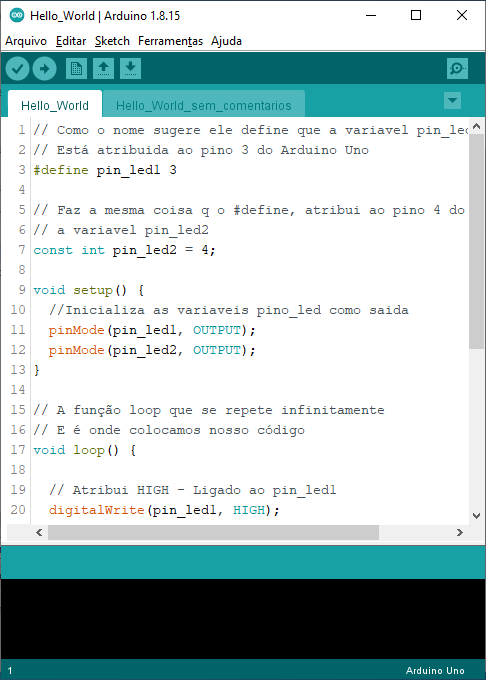 Hello_World | Arduino 1.8.15
Arquivo Editar Sketch Ferramentas Ajuda
Hello_World Hello_World_sem_comentarios
1 // Como o nome sugere ele define que a variavel pin_led
2 // Está atribuida ao pino 3 do Arduino Uno
3 #define pin_led1 3
4
5 // Faz a mesma coisa q o #define, atribui ao pino 4 do
6 // a variavel pin_led2
7 const int pin_led2 = 4;
8
9 void setup() {
10 //Inicializa as variaveis pino_led como saida
11 pinMode(pin_led1, OUTPUT);
12 pinMode(pin_led2, OUTPUT);
13 }
14
15 // A função loop que se repete infinitamente
16 // E é onde colocamos nosso código
17 void loop() {
18
19 // Atribui HIGH - Ligado ao pin_led1
20 digitalWrite(pin_led1, HIGH);
1 Arduino Uno